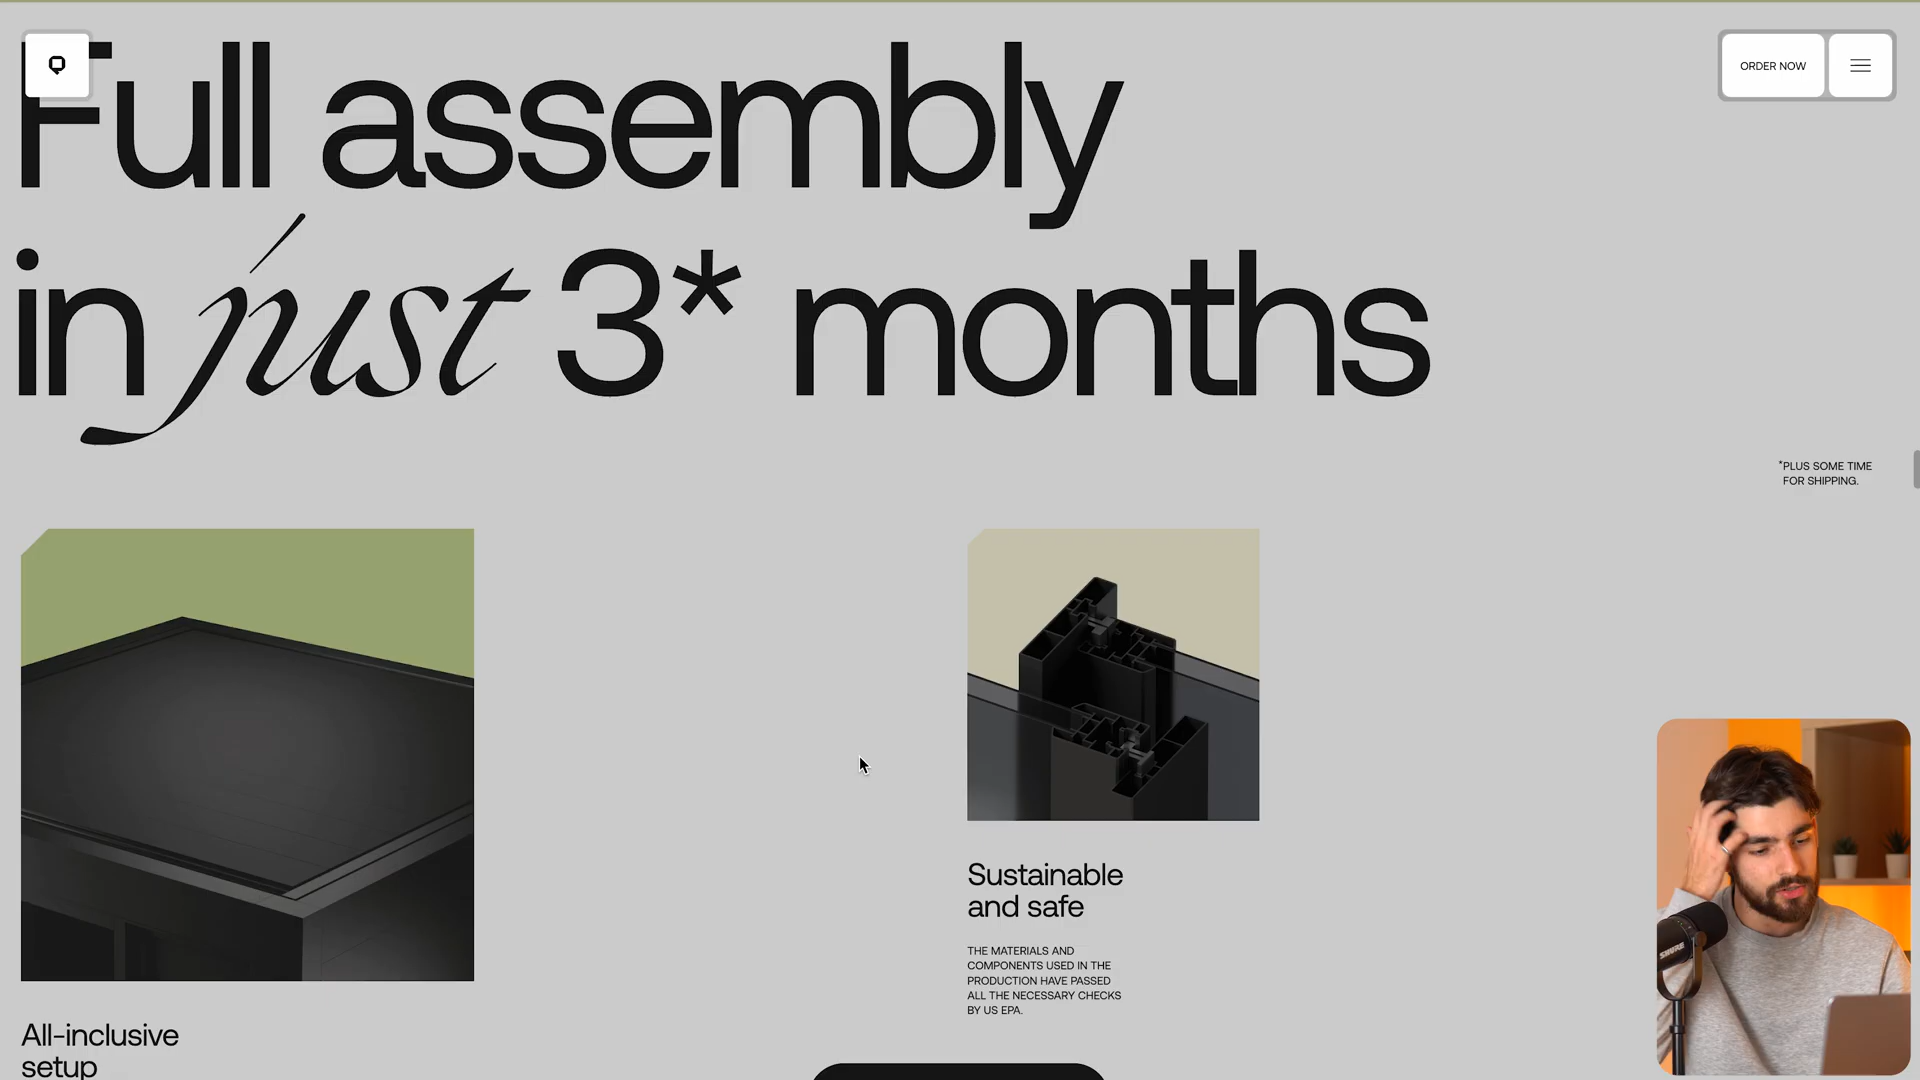 Full assembly
in just 3* months
ORDER NOW
*PLUS SOME TIME
FOR SHIPPING.
Sustainable
and safe
THE MATERIALS AND
COMPONENTS USED IN THE
PRODUCTION HAVE PASSED
ALL THE NECESSARY CHECKS
BY US EPA.
All-inclusive
setup
SHURE